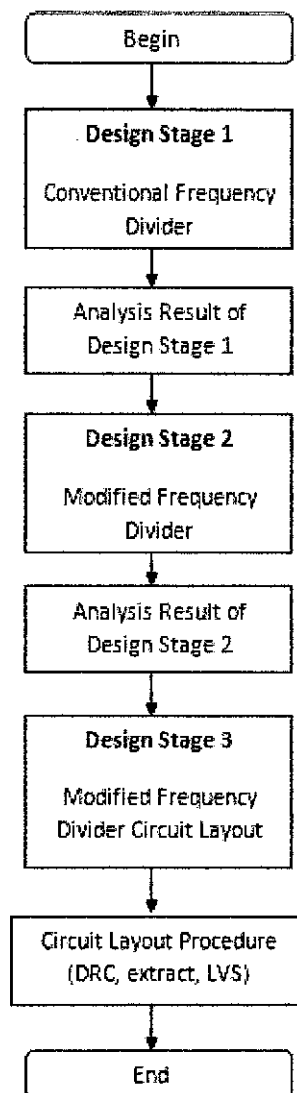 Begin
Design Stage 1
Conventional Frequency
Divider
Analysis Result of
Design Stage 1
Design Stage 2
Modified Frequency
Divider
Analysis Result of
Design Stage 2
Design Stage 3
Modified Frequency
Divider Circuit Layout
Circuit Layout Procedure
(DRC, extract, LVS)
End